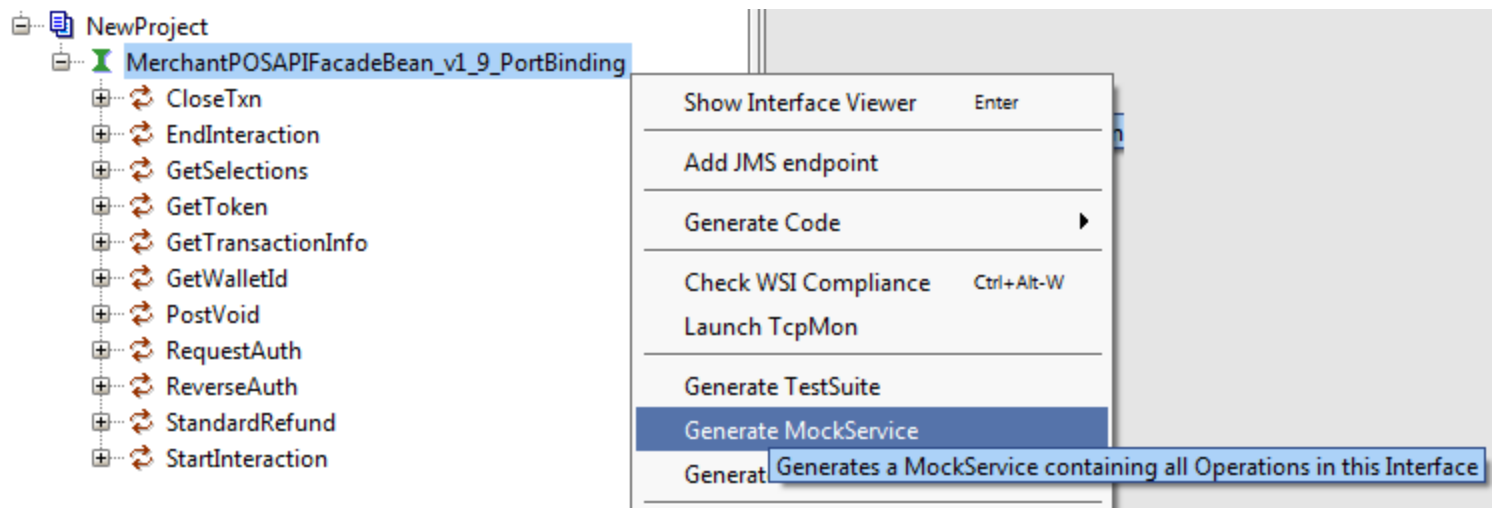 NewProject
MerchantPOSAPIFacadeBean_v1_9_PortBinding
CloseTxn
EndInteraction
GetSelections
GetToken
GetTransactionInfo
GetWalletId
PostVoid
RequestAuth
ReverseAuth
StandardRefund
StartInteraction
Show Interface Viewer Enter
Add JMS endpoint
Generate Code
Check WSI Compliance Ctrl+Alt-W
Launch TcpMon
Generate TestSuite
Generate MockService
Generates a MockService containing all Operations in this Interface